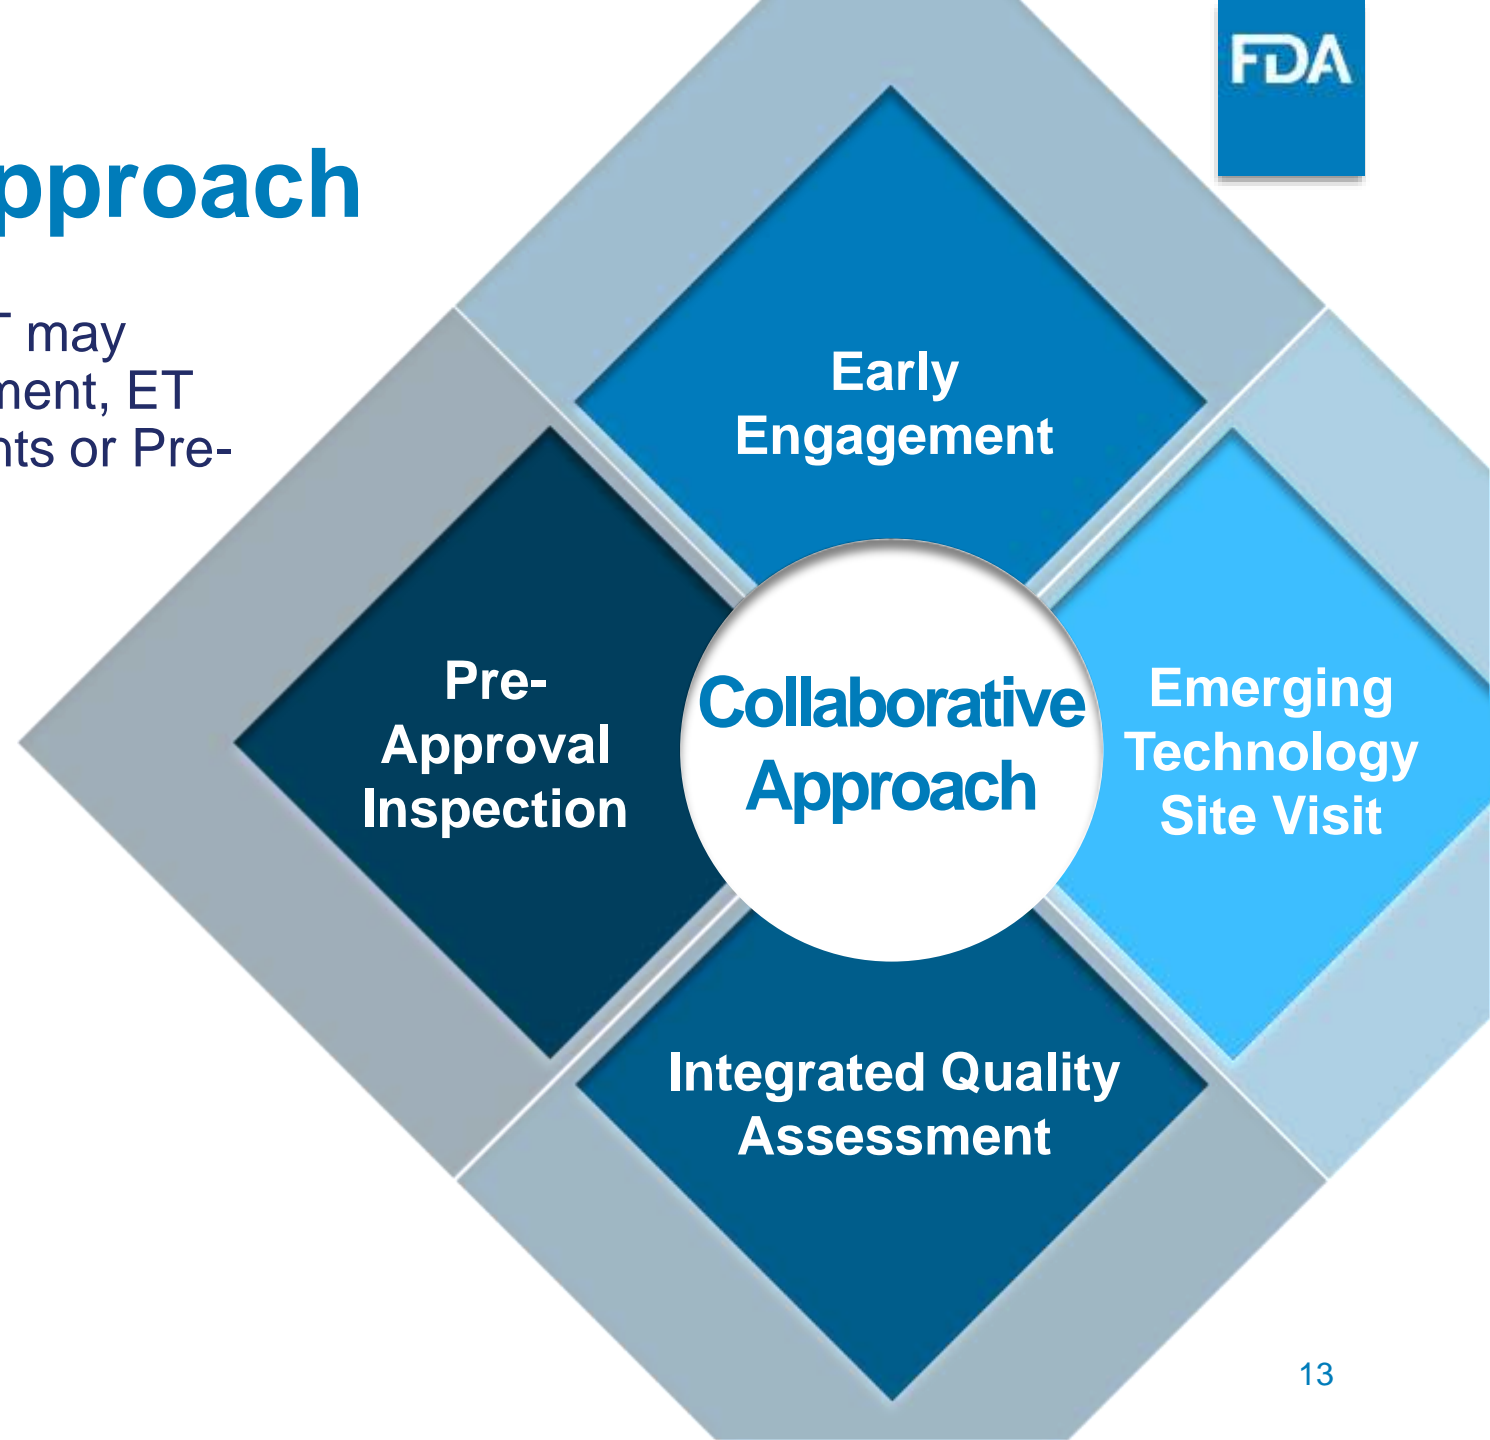 FDA
pproach
T may
ment, ET
nts or Pre-
Early
Engagement
Pre-
Approval
Inspection
Collaborative
Approach
Emerging
Technology
Site Visit
Integrated Quality
Assessment
13